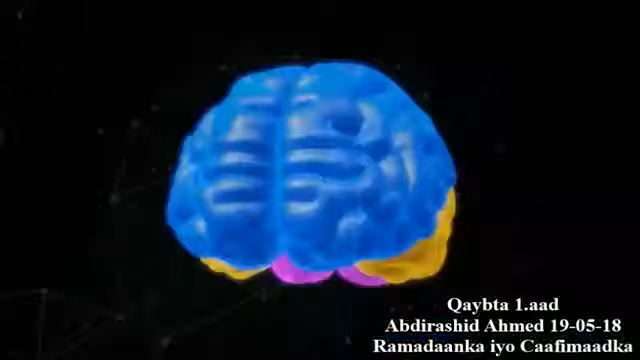 Qaybta 1.aad
Abdirashid Ahmed 19-05-18
Ramadaanka iyo Caafimaadka